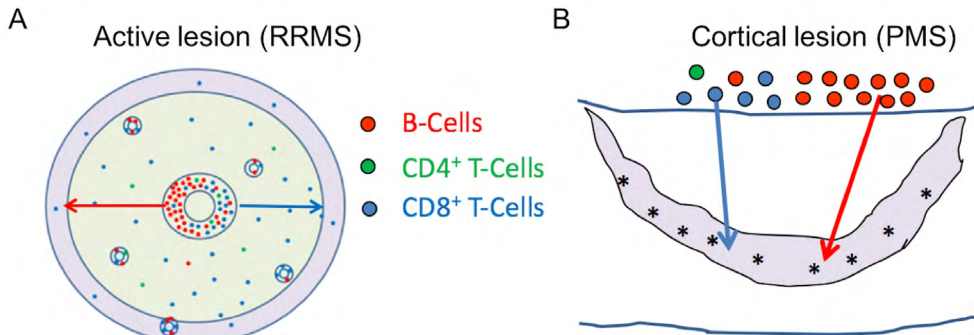 A
Active lesion (RRMS)
B-Cells
CD4+ T-Cells
CD8+ T-Cells
B
Cortical lesion (PMS)
* * * * * * * * *